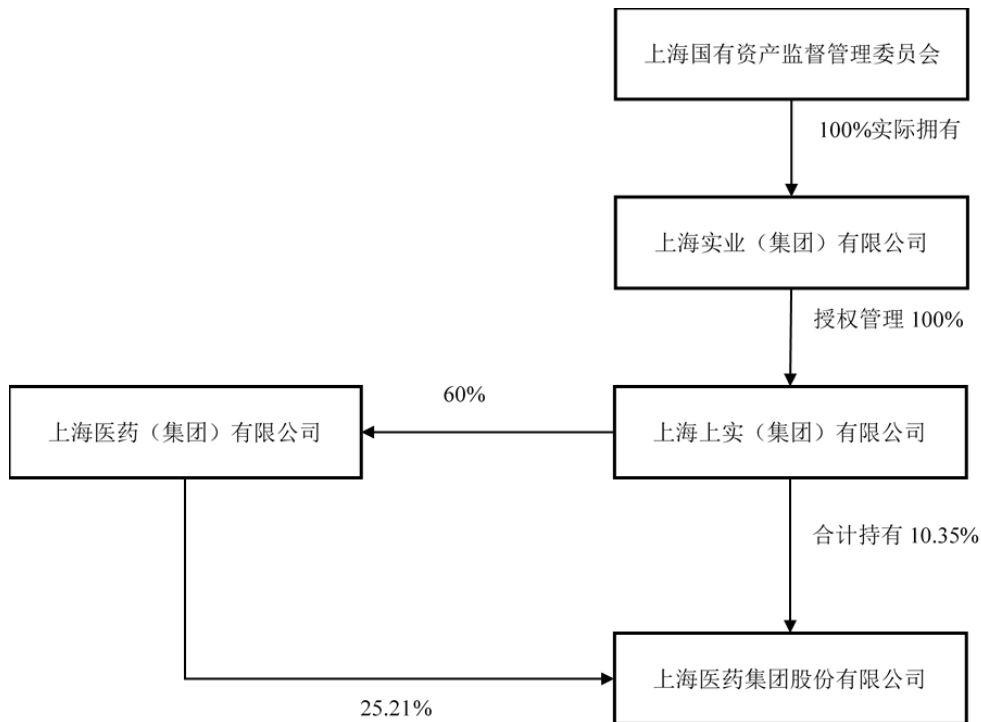 上海国有资产监督管理委员会
100%实际拥有
上海实业（集团）有限公司
授权管理 100%
60%
上海医药（集团）有限公司
上海上实（集团）有限公司
合计持有 10.35%
上海医药集团股份有限公司
25.21%